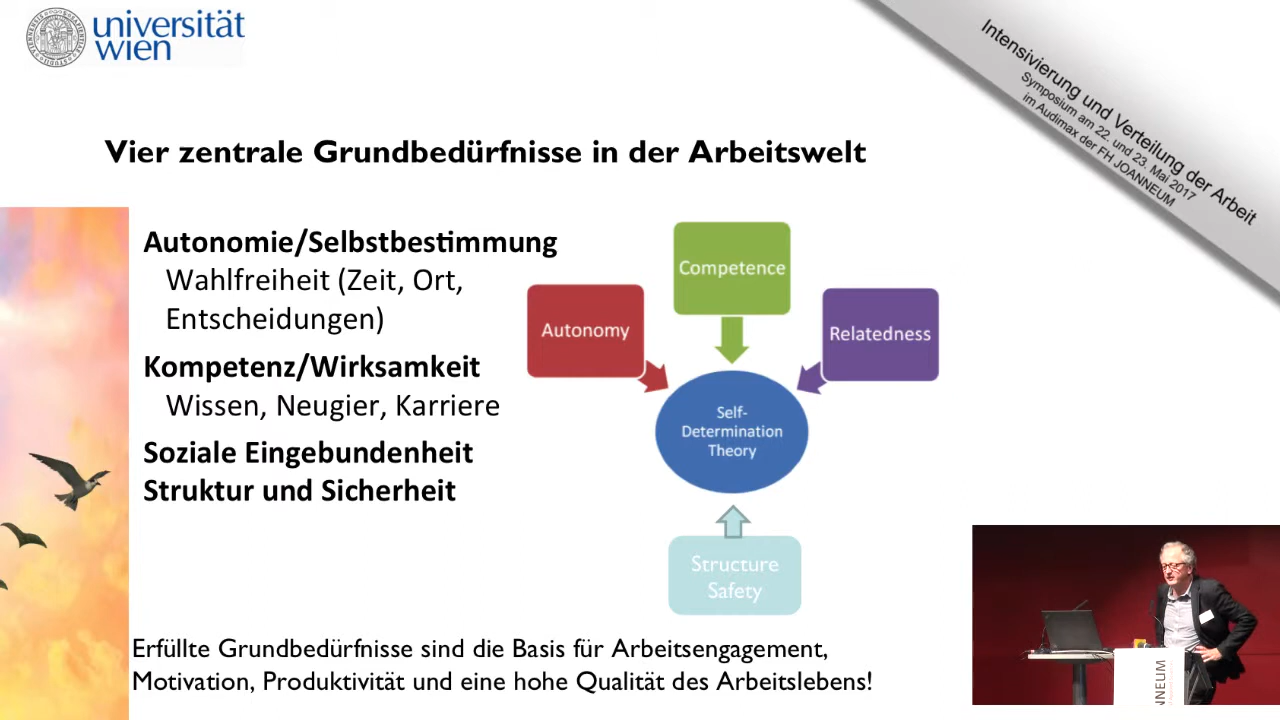 universität
wien
Intensivierung und Verteilung der Arbeit
Symposium am 22. und 23. Mai 2017
im Audimax der FH JOANNEUM
Vier zentrale Grundbedürfnisse in der Arbeitswelt
Autonomie/Selbstbestimmung
Wahlfreiheit (Zeit, Ort,
Entscheidungen)
Kompetenz/Wirksamkeit
Wissen, Neugier, Karriere
Soziale Eingebundenheit
Struktur und Sicherheit
Competence
Autonomy
Relatedness
Self-
Determination
Theory
Structure
Safety
Erfüllte Grundbedürfnisse sind die Basis für Arbeitsengagement,
Motivation, Produktivität und eine hohe Qualität des Arbeitslebens!
ANNEUM